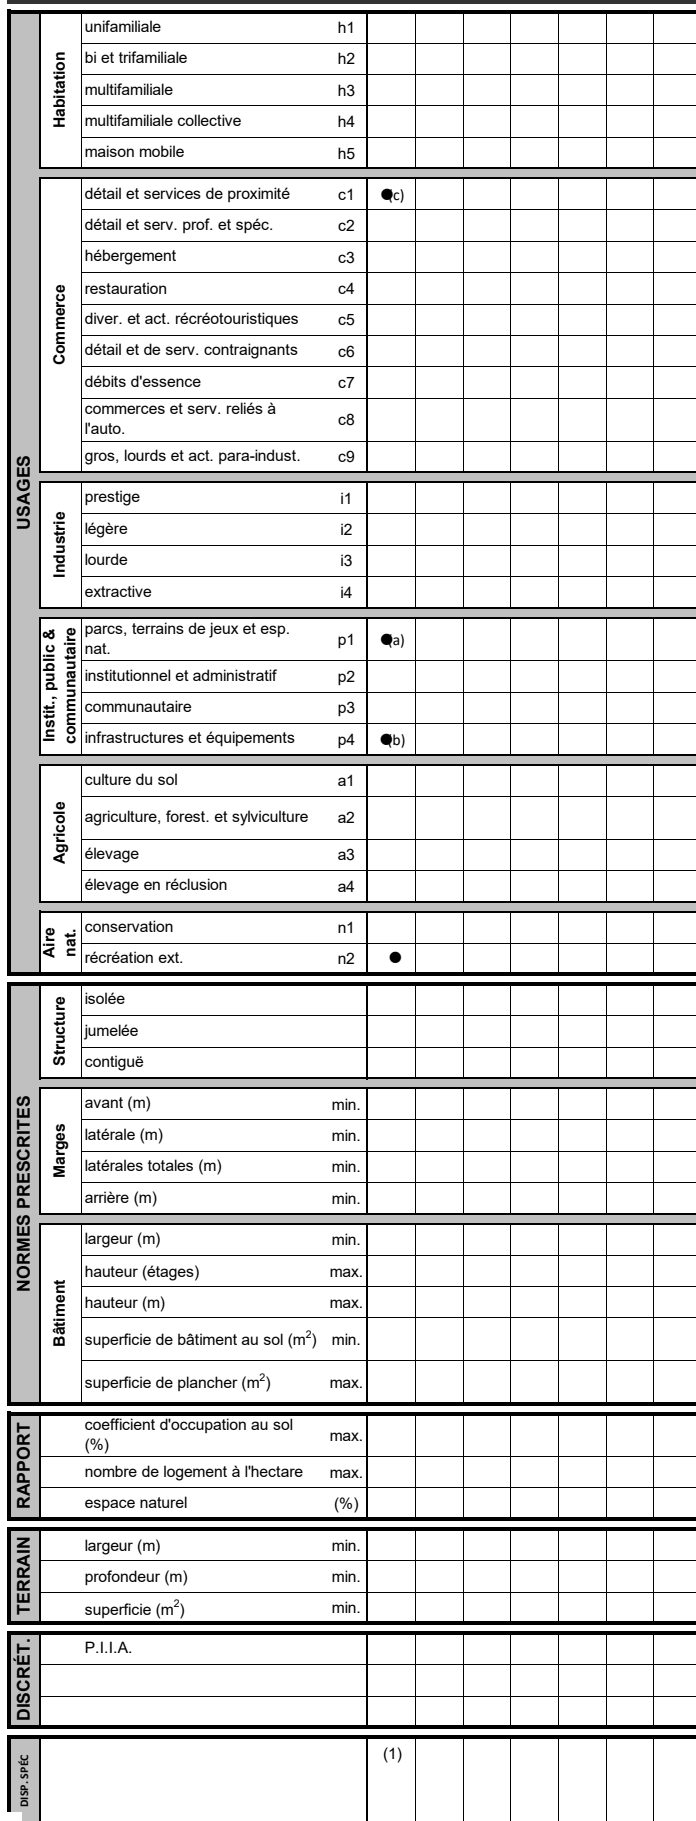 USAGES
Habitation
unifamiliale h1
bi et trifamiliale h2
multifamiliale h3
multifamiliale collective h4
maison mobile h5
Commerce
détail et services de proximité c1 ●(c)
détail et serv. prof. et spéc. c2
hébergement c3
restauration c4
diver. et act. récréotouristiques c5
détail et de serv. contraignants c6
débits d'essence c7
commerces et serv. reliés à
l'auto. c8
gros, lourds et act. para-indust. c9
Industrie
prestige i1
légère i2
lourde i3
extractive i4
Instit., public &
communautaire
parcs, terrains de jeux et esp.
nat. p1 ●(a)
institutionnel et administratif p2
communautaire p3
infrastructures et équipements p4 ●(b)
Agricole
culture du sol a1
agriculture, forest. et sylviculture a2
élevage a3
élevage en réclusion a4
Aire
nat.
conservation n1
récréation ext. n2 ●
NORMES PRESCRITES
Structure
isolée
jumelée
contiguë
Marges
avant (m) min.
latérale (m) min.
latérales totales (m) min.
arrière (m) min.
Bâtiment
largeur (m) min.
hauteur (étages) max.
hauteur (m) max.
superficie de bâtiment au sol (m²) min.
superficie de plancher (m²) max.
RAPPORT
coefficient d'occupation au sol
(%) max.
nombre de logement à l'hectare max.
espace naturel (%)
TERRAIN
largeur (m) min.
profondeur (m) min.
superficie (m²) min.
DISCRÉT.
P.I.I.A.
DISP. SPÉC
(1)